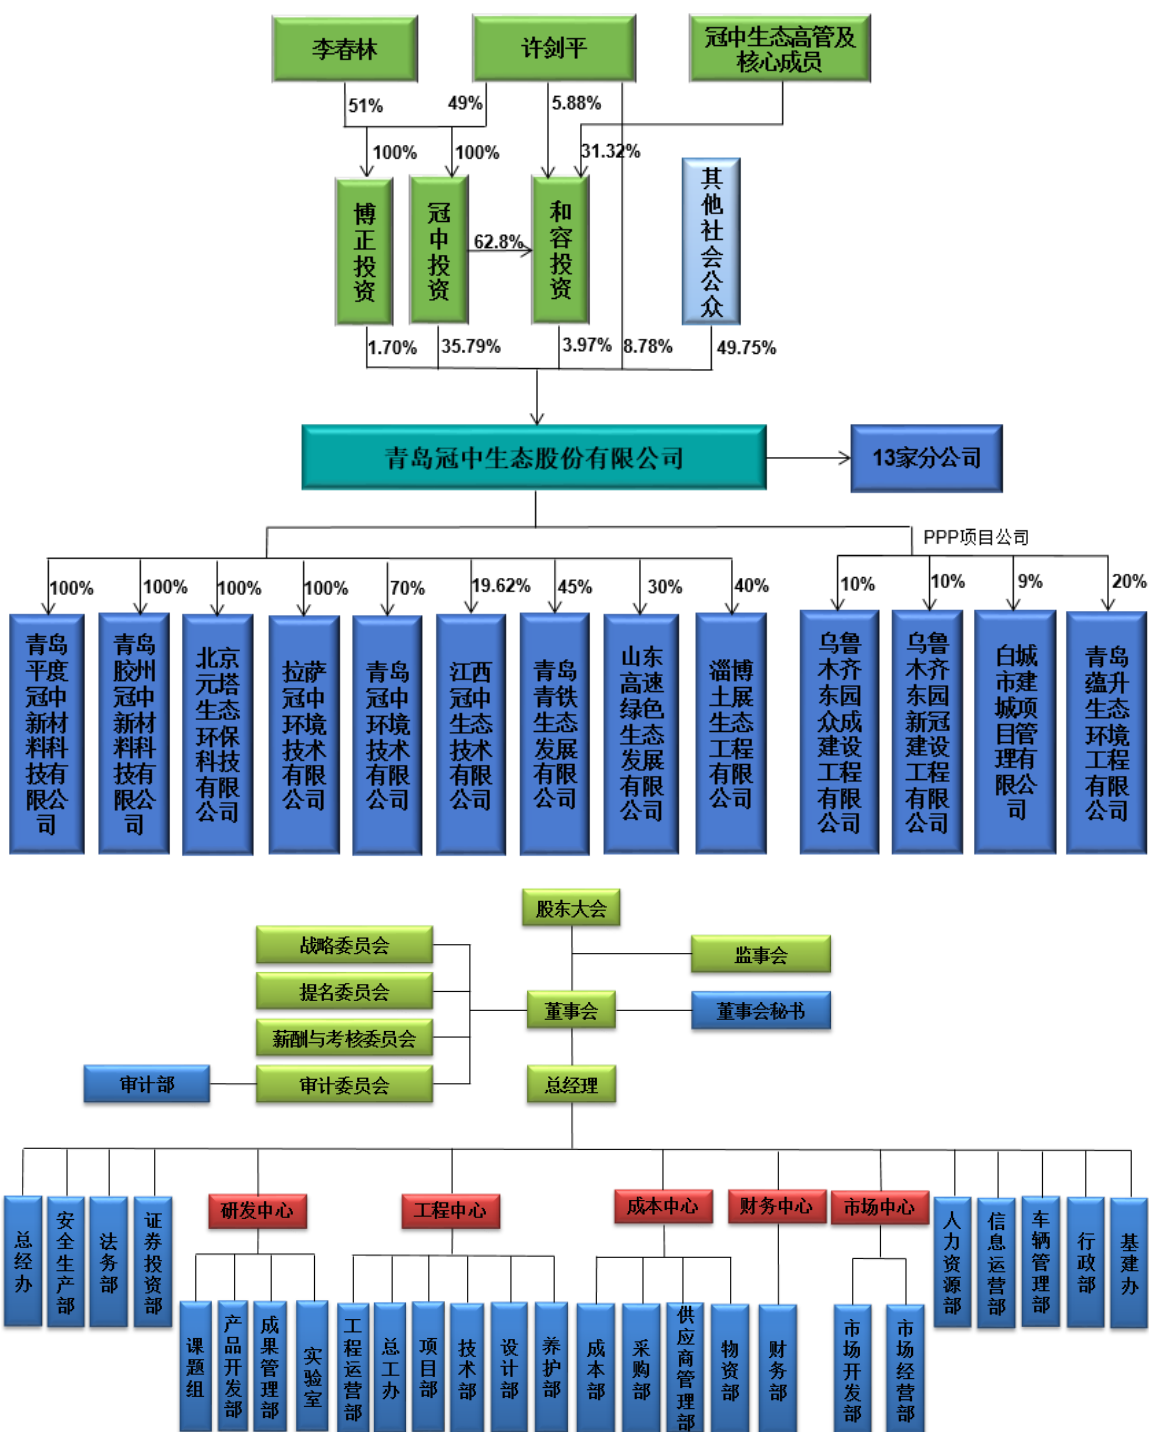 李春林
许剑平
冠中生态高管及
核心成员
51%
49%
5.88%
100%
100%
31.32%
博正投资
冠中投资
62.8%
和容投资
其他社会公众
1.70%
35.79%
3.97%
8.78%
49.75%
青岛冠中生态股份有限公司
13家分公司
PPP项目公司
100%
100%
100%
100%
70%
19.62%
45%
30%
40%
10%
10%
9%
20%
青岛
平度
冠中
新材
料科
技有
限公
司
青岛
胶州
冠中
新材
料科
技有
限公
司
北京
元塔
生态
环保
科技
有限
公司
拉萨
冠中
环境
技术
有限
公司
青岛
冠中
环境
技术
有限
公司
江西
冠中
生态
技术
有限
公司
青岛
青铁
生态
发展
有限
公司
山东
高速
绿色
生态
发展
有限
公司
淄博
土展
生态
工程
有限
公司
乌鲁
木齐
东园
众成
建设
工程
有限
公司
乌鲁
木齐
东园
新冠
建设
工程
有限
公司
白城
市建
城项
目管
理有
限公
司
青岛
蕴升
生态
环境
工程
有限
公司
股东大会
战略委员会
监事会
提名委员会
董事会
董事会秘书
薪酬与考核委员会
审计部
审计委员会
总经理
总经办
安全生产部
法务部
证券投资部
研发中心
工程中心
成本中心
财务中心
市场中心
人力资源部
信息运营部
车辆管理部
行政部
基建办
课题组
产品开发部
成果管理部
实验室
工程运营部
总工办
项目部
技术部
设计部
养护部
成本部
采购部
供应商管理部
物资部
财务部
市场开发部
市场经营部